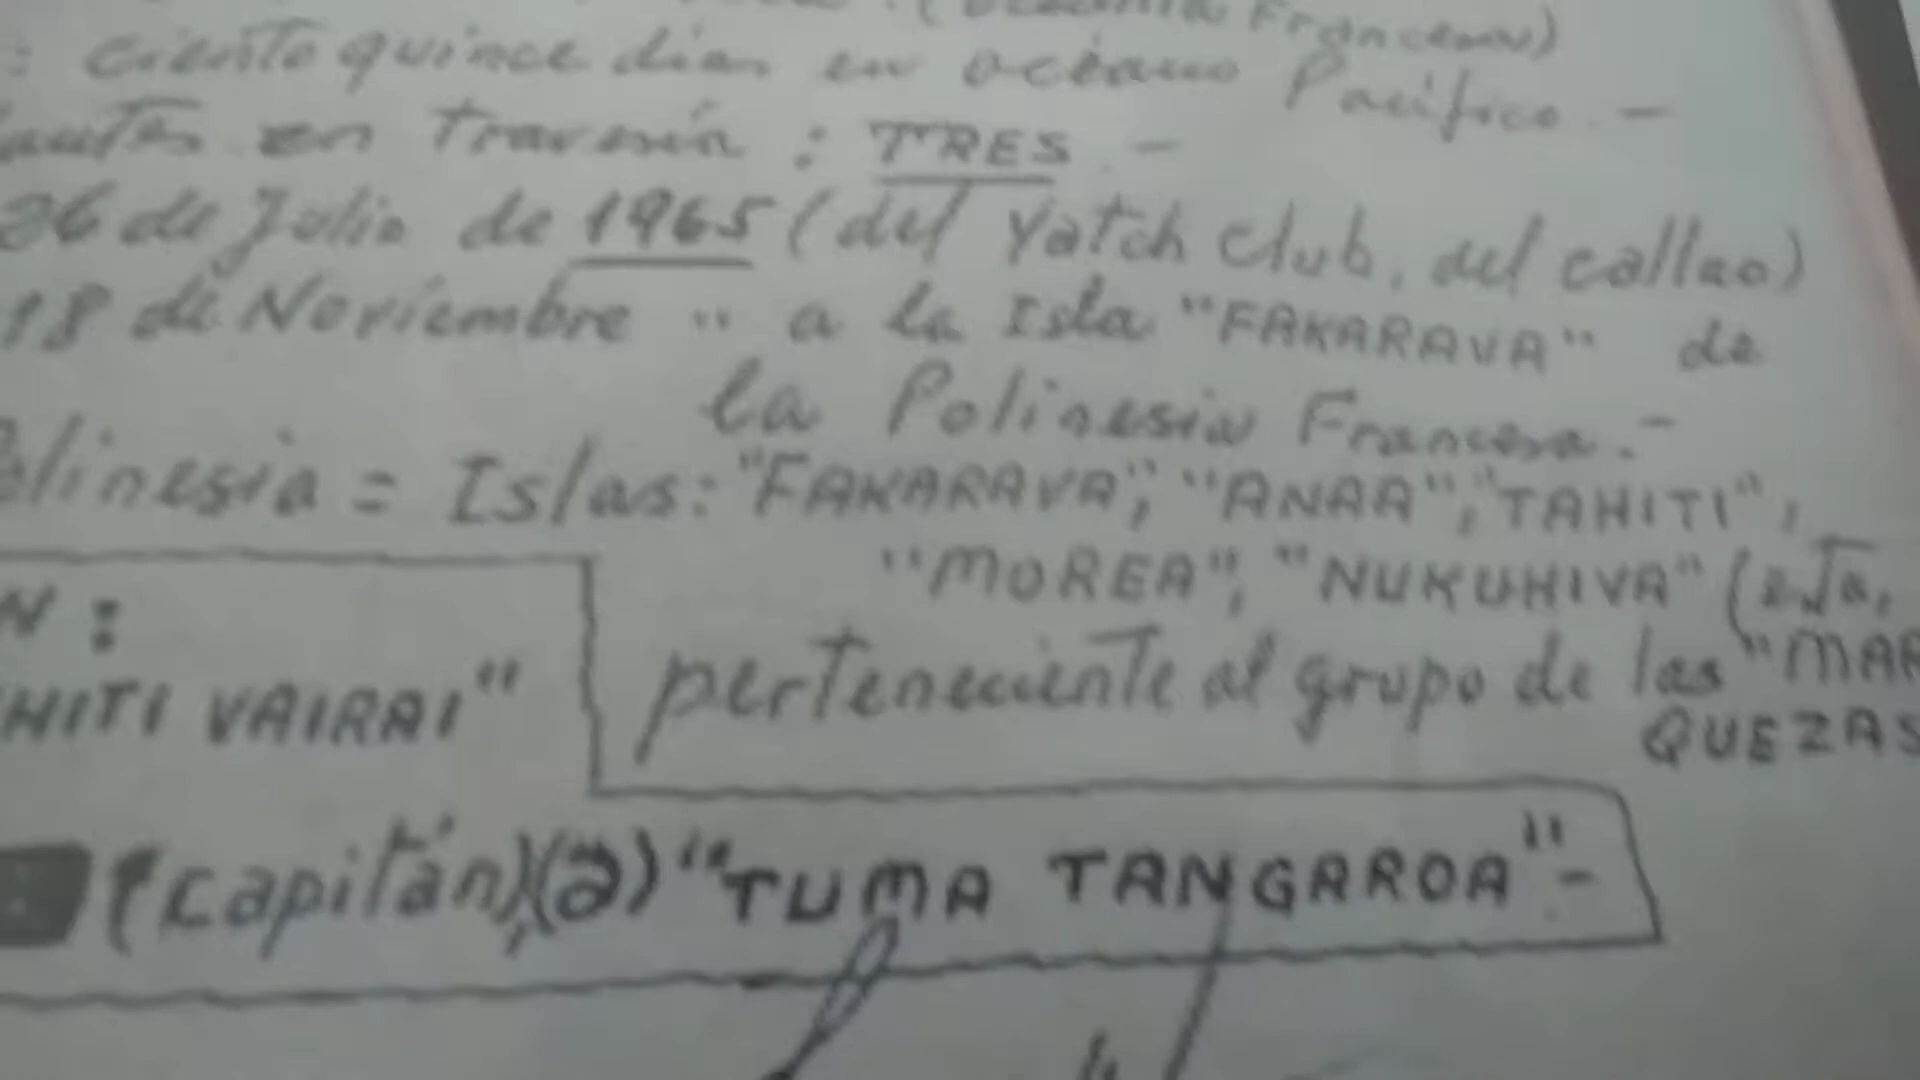 Francesa)
: ciento quince días en océano Pacífico. -
en Travesía : TRES. -
26 de Julio de 1965 (del Yatch Club, del callao)
18 de Noviembre " a la Isla "FAKARAVA" de
la Polinesia Francesa.-
olinesia = Islas: "FAKARAVA"; "ANAA"; "TAHITI";
"MOREA"; "NUKUHIVA" (
N :
perteneciente al grupo de las "MAR
HITI VAIRAI"
QUEZAS
(Capitán),(2) "TUMA TANGAROA"-